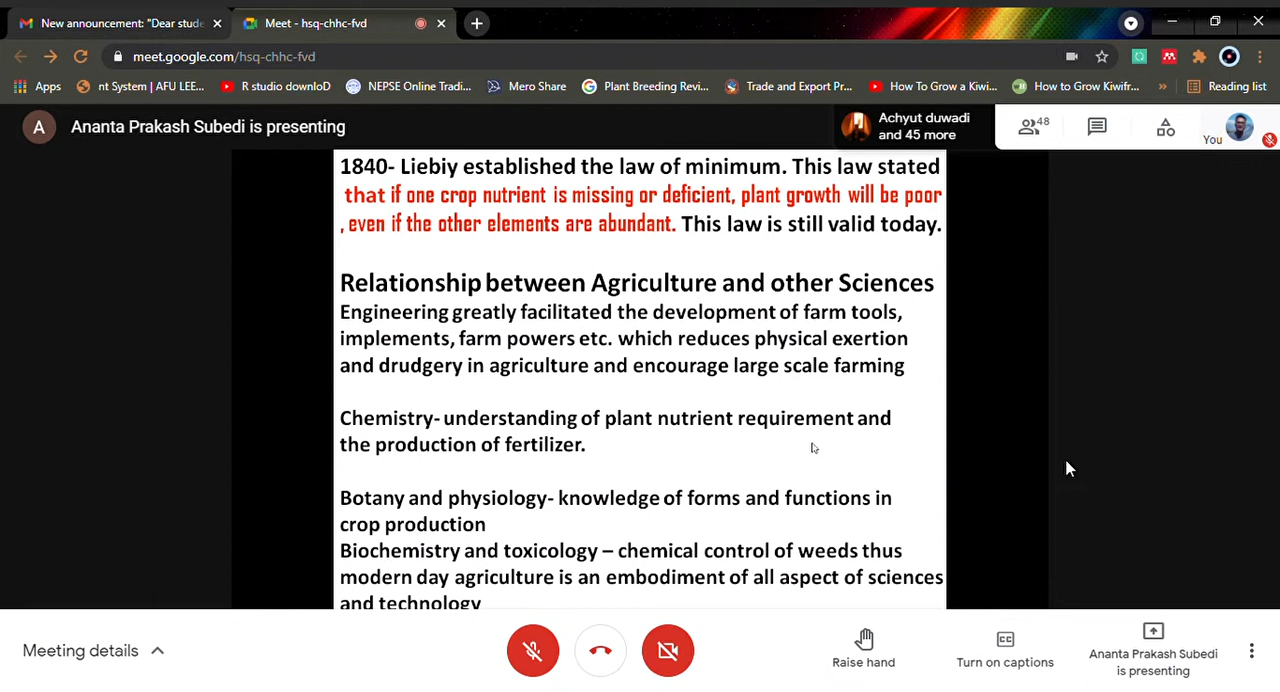 New announcement: "Dear stude
Meet - hsq-chhc-fvd
meet.google.com/hsq-chhc-fvd
Apps
nt System | AFU LEE...
R studio downloD
NEPSE Online Tradi...
Mero Share
Plant Breeding Revi...
Trade and Export Pr...
How To Grow a Kiwi...
How to Grow Kiwifr...
»
Reading list
A
Ananta Prakash Subedi is presenting
Achyut duwadi
and 45 more
48
You
1840- Liebiy established the law of minimum. This law stated
that if one crop nutrient is missing or deficient, plant growth will be poor
, even if the other elements are abundant. This law is still valid today.
Relationship between Agriculture and other Sciences
Engineering greatly facilitated the development of farm tools,
implements, farm powers etc. which reduces physical exertion
and drudgery in agriculture and encourage large scale farming
Chemistry- understanding of plant nutrient requirement and
the production of fertilizer.
Botany and physiology- knowledge of forms and functions in
crop production
Biochemistry and toxicology – chemical control of weeds thus
modern day agriculture is an embodiment of all aspect of sciences
and technology
Meeting details
Raise hand
Turn on captions
Ananta Prakash Subedi
is presenting